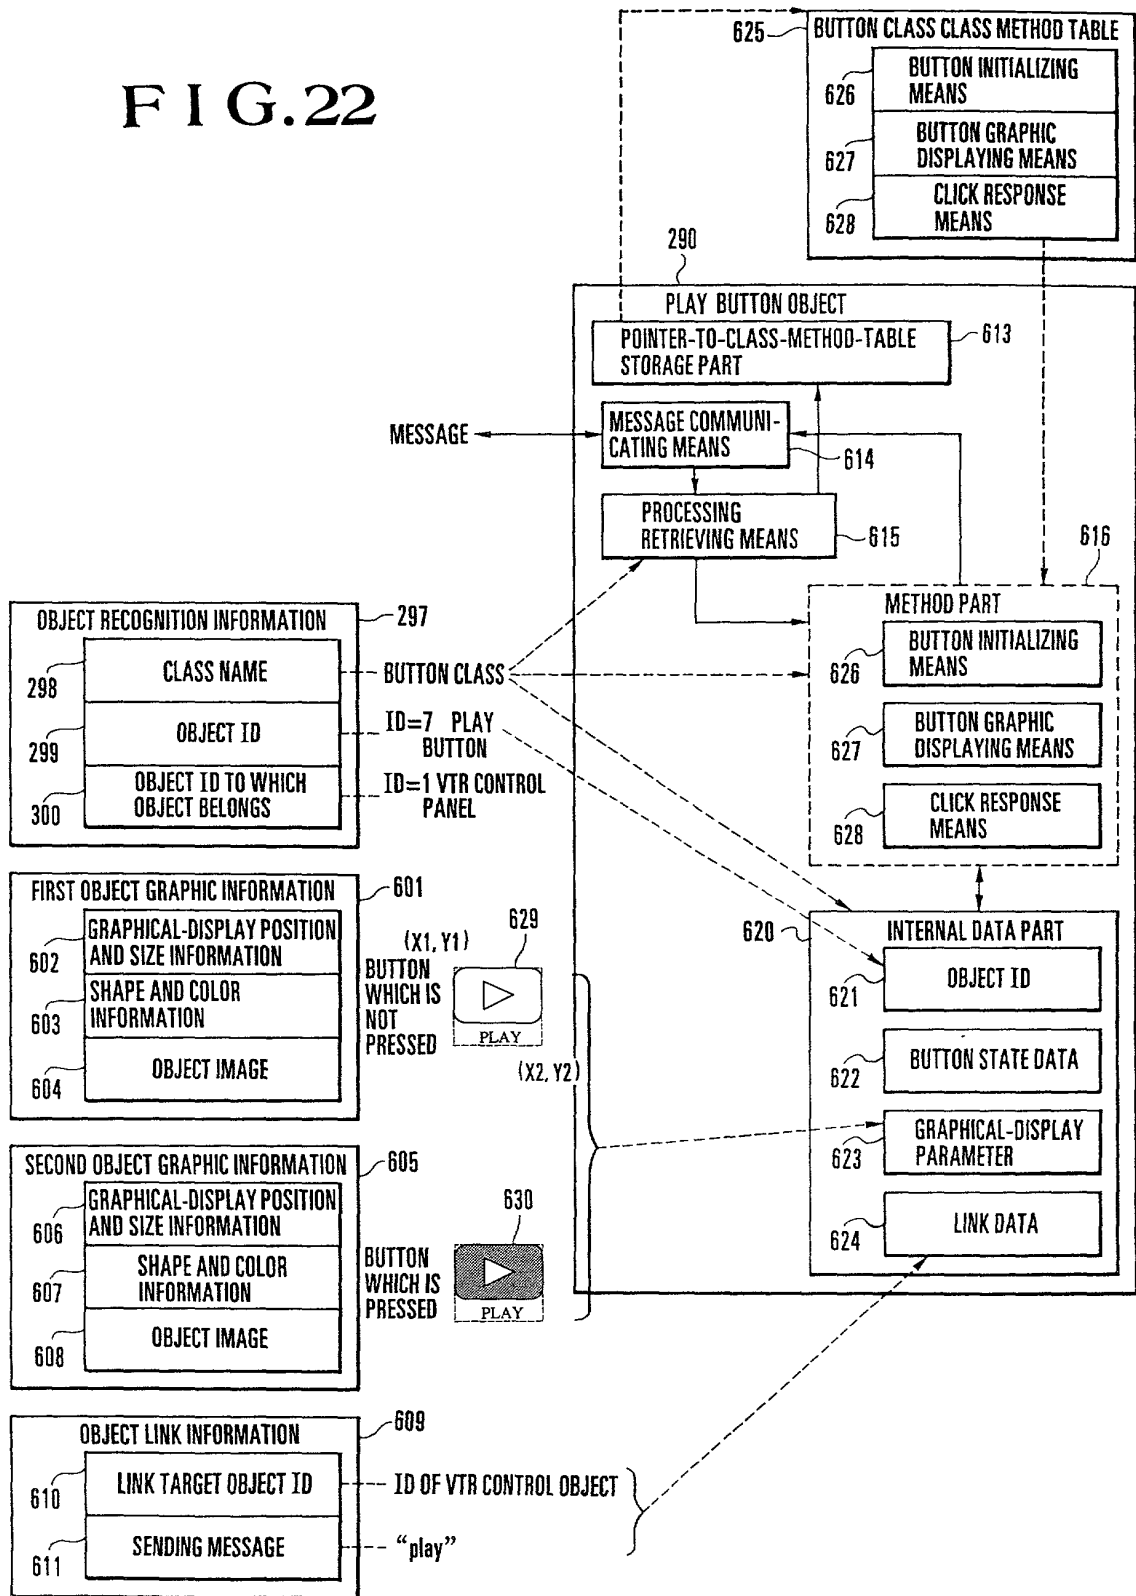 FIG.22
625
BUTTON CLASS CLASS METHOD TABLE
626
BUTTON INITIALIZING
MEANS
627
BUTTON GRAPHIC
DISPLAYING MEANS
628
CLICK RESPONSE
MEANS
290
PLAY BUTTON OBJECT
POINTER-TO-CLASS-METHOD-TABLE
STORAGE PART
613
MESSAGE
MESSAGE COMMUNI-
CATING MEANS
614
PROCESSING
RETRIEVING MEANS
615
616
METHOD PART
626
BUTTON INITIALIZING
MEANS
627
BUTTON GRAPHIC
DISPLAYING MEANS
628
CLICK RESPONSE
MEANS
620
INTERNAL DATA PART
621
OBJECT ID
622
BUTTON STATE DATA
623
GRAPHICAL-DISPLAY
PARAMETER
624
LINK DATA
OBJECT RECOGNITION INFORMATION
297
298
CLASS NAME
BUTTON CLASS
299
OBJECT ID
ID=7 PLAY
BUTTON
300
OBJECT ID TO WHICH
OBJECT BELONGS
ID=1 VTR CONTROL
PANEL
FIRST OBJECT GRAPHIC INFORMATION
601
602
GRAPHICAL-DISPLAY POSITION
AND SIZE INFORMATION
603
SHAPE AND COLOR
INFORMATION
604
OBJECT IMAGE
(X1, Y1)
BUTTON
WHICH IS
NOT
PRESSED
629
PLAY
(X2, Y2)
SECOND OBJECT GRAPHIC INFORMATION
605
606
GRAPHICAL-DISPLAY POSITION
AND SIZE INFORMATION
607
SHAPE AND COLOR
INFORMATION
608
OBJECT IMAGE
BUTTON
WHICH IS
PRESSED
630
PLAY
OBJECT LINK INFORMATION
609
610
LINK TARGET OBJECT ID
ID OF VTR CONTROL OBJECT
611
SENDING MESSAGE
“play”